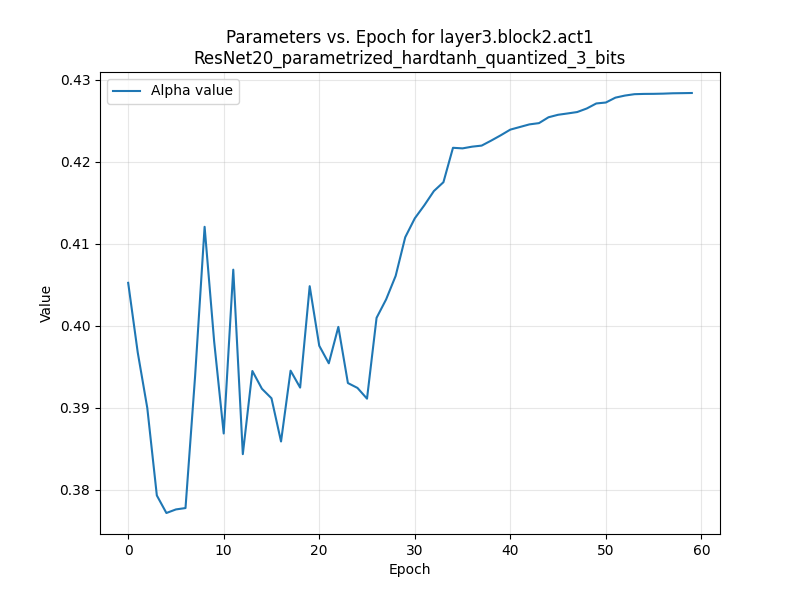 Parameters vs. Epoch for layer3.block2.act1
ResNet20_parametrized_hardtanh_quantized_3_bits
Alpha value
0.43
0.42
0.41
0.40
0.39
0.38
Value
0 10 20 30 40 50 60
Epoch